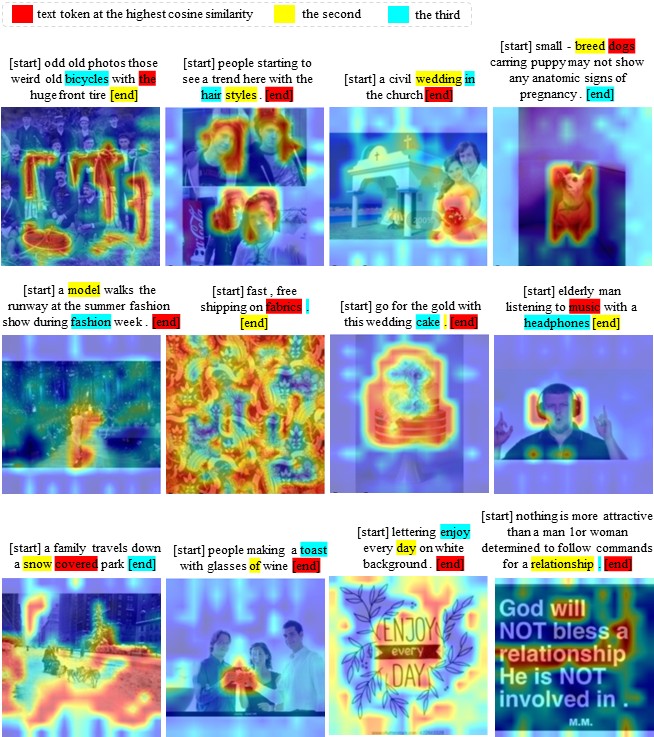 text token at the highest cosine similarity
the second
the third
[start] odd old photos those
weird old bicycles with the
huge front tire [end]
[start] people starting to
see a trend here with the
hair styles . [end]
[start] a civil wedding in
the church [end]
[start] small - breed dogs
carring puppy may not show
any anatomic signs of
pregnancy . [end]
[start] a model walks the
runway at the summer fashion
show during fashion week . [end]
[start] fast , free
shipping on fabrics .
[end]
[start] go for the gold with
this wedding cake . [end]
[start] elderly man
listening to music with a
headphones [end]
[start] a family travels down
a snow covered park [end]
[start] people making a toast
with glasses of wine [end]
[start] lettering enjoy
every day on white
background . [end]
[start] nothing is more attractive
than a man 1or woman
determined to follow commands
for a relationship . [end]
ENJOY
every
DAY
God will
NOT bless a
relationship
He is NOT
involved in .
M.M.